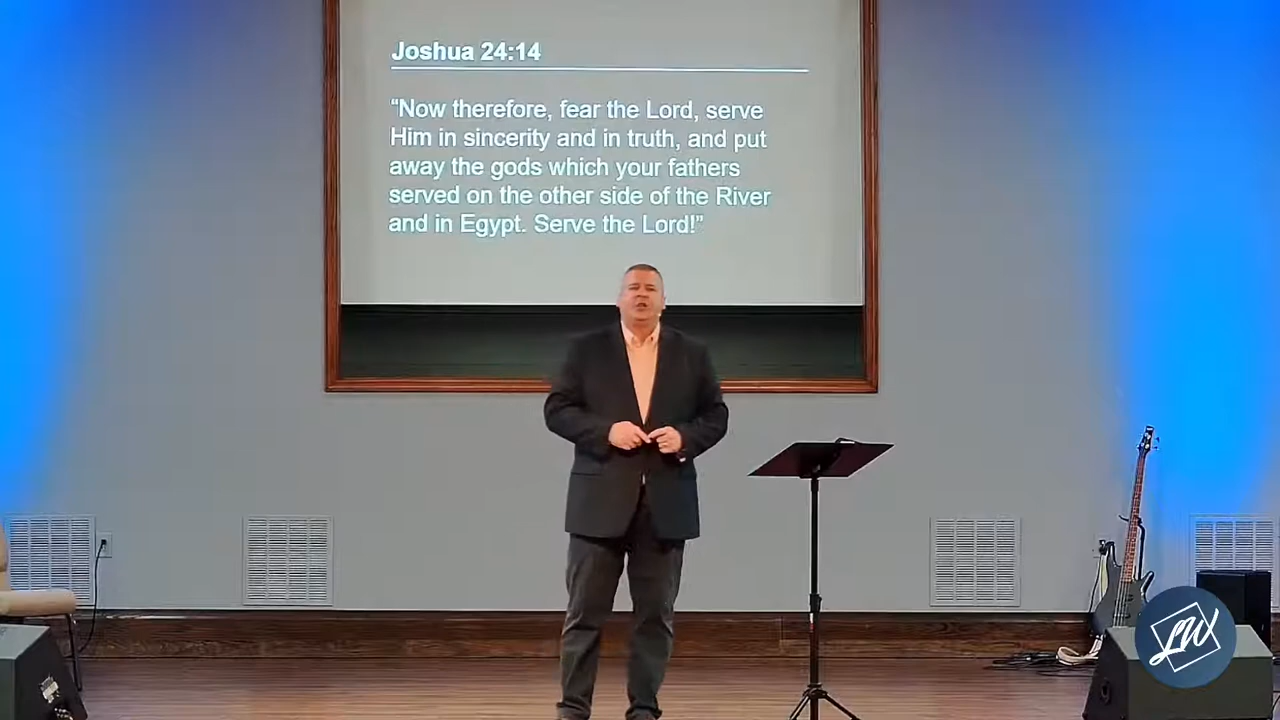 Joshua 24:14
“Now therefore, fear the Lord, serve
Him in sincerity and in truth, and put
away the gods which your fathers
served on the other side of the River
and in Egypt. Serve the Lord!”
LW